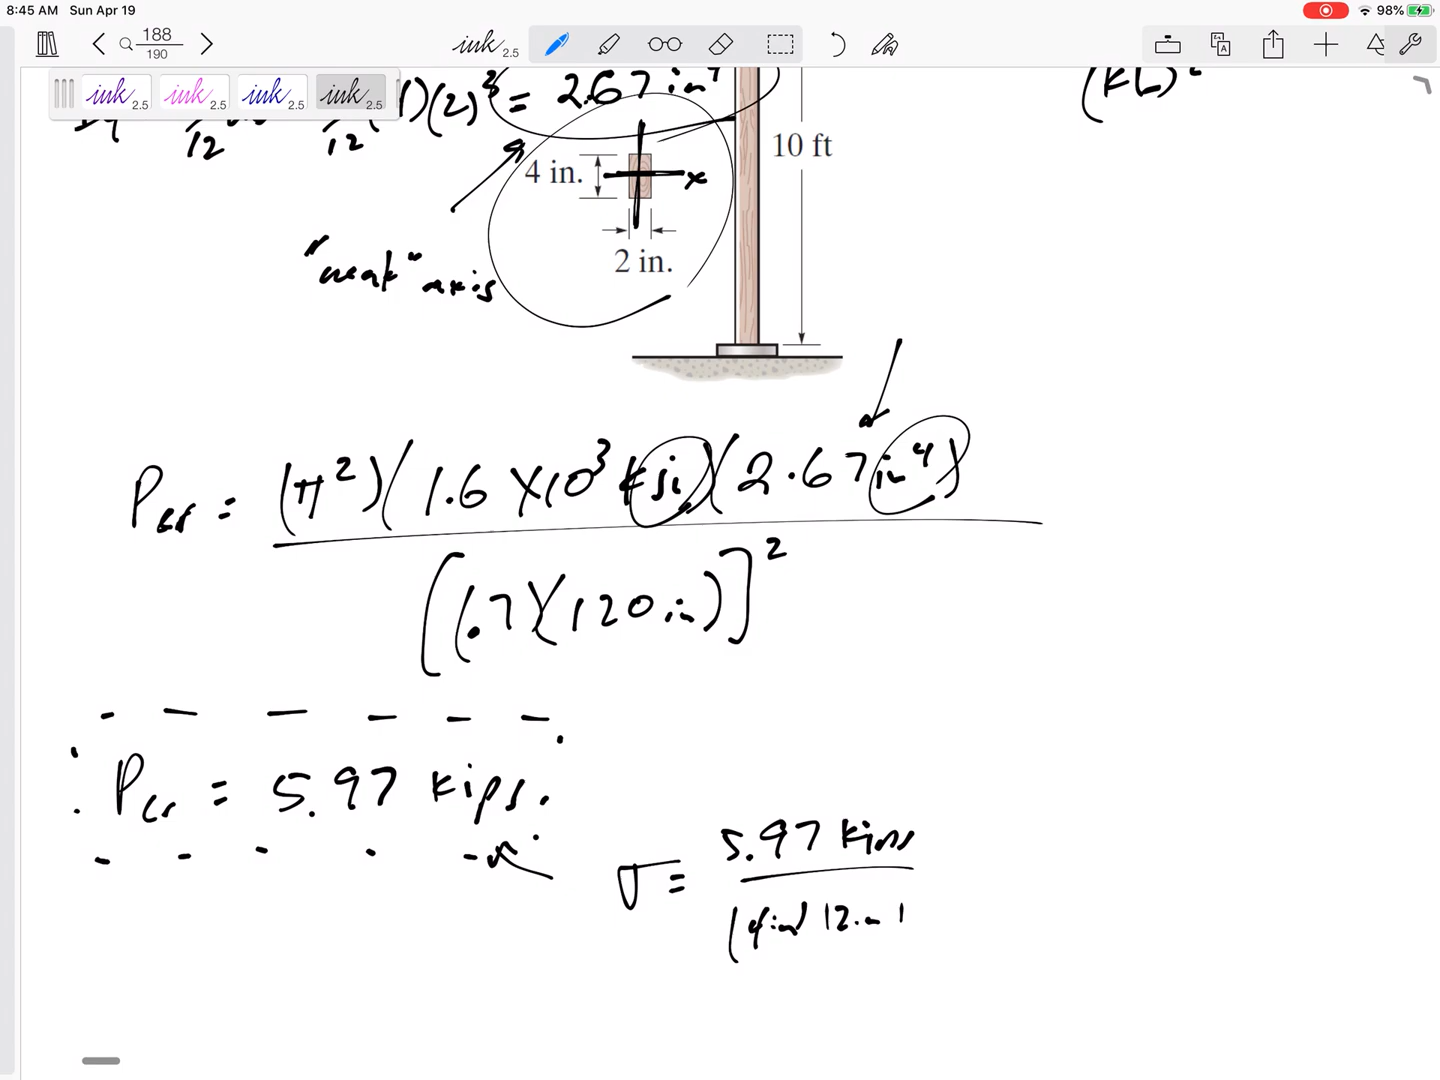 8:45 AM Sun Apr 19
98%
188
190
ink 2.5
ink 2.5 ink 2.5 ink 2.5 ink 2.5
12 12 )(2)³ = 2.67 in⁴
(KL)²
10 ft
4 in.
x
2 in.
"weak" axis
Pcr = (π²)(1.6 ×10³ ksi)(2.67 in⁴)
[(.7)(120 in)]²
Pcr = 5.97 kips.
σ = 5.97 kips
(4in) (2in)